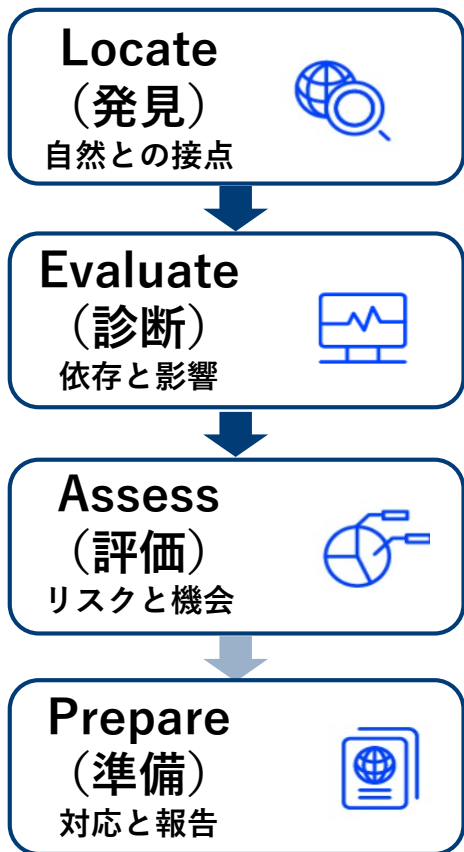 Locate
（発見）
自然との接点
Evaluate
（診断）
依存と影響
Assess
（評価）
リスクと機会
Prepare
（準備）
対応と報告